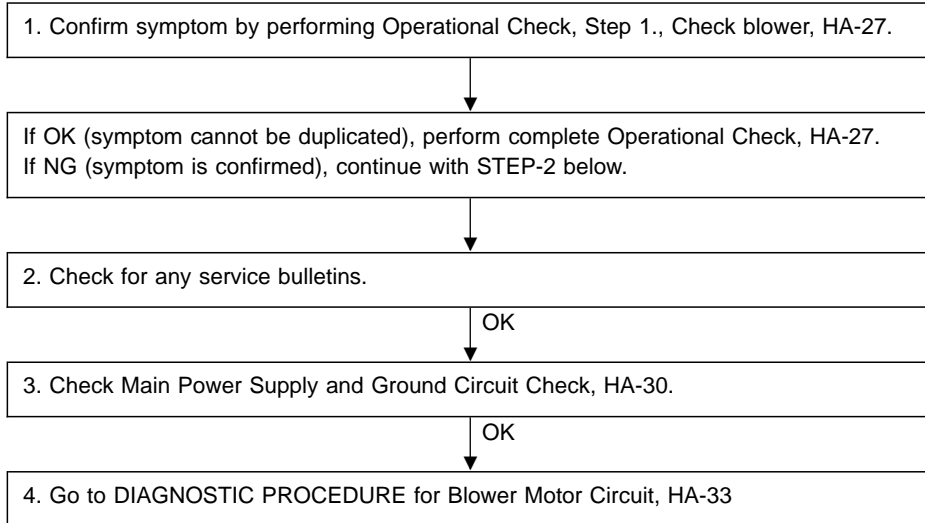 1. Confirm symptom by performing Operational Check, Step 1., Check blower, HA-27.
If OK (symptom cannot be duplicated), perform complete Operational Check, HA-27.
If NG (symptom is confirmed), continue with STEP-2 below.
2. Check for any service bulletins.
OK
3. Check Main Power Supply and Ground Circuit Check, HA-30.
OK
4. Go to DIAGNOSTIC PROCEDURE for Blower Motor Circuit, HA-33